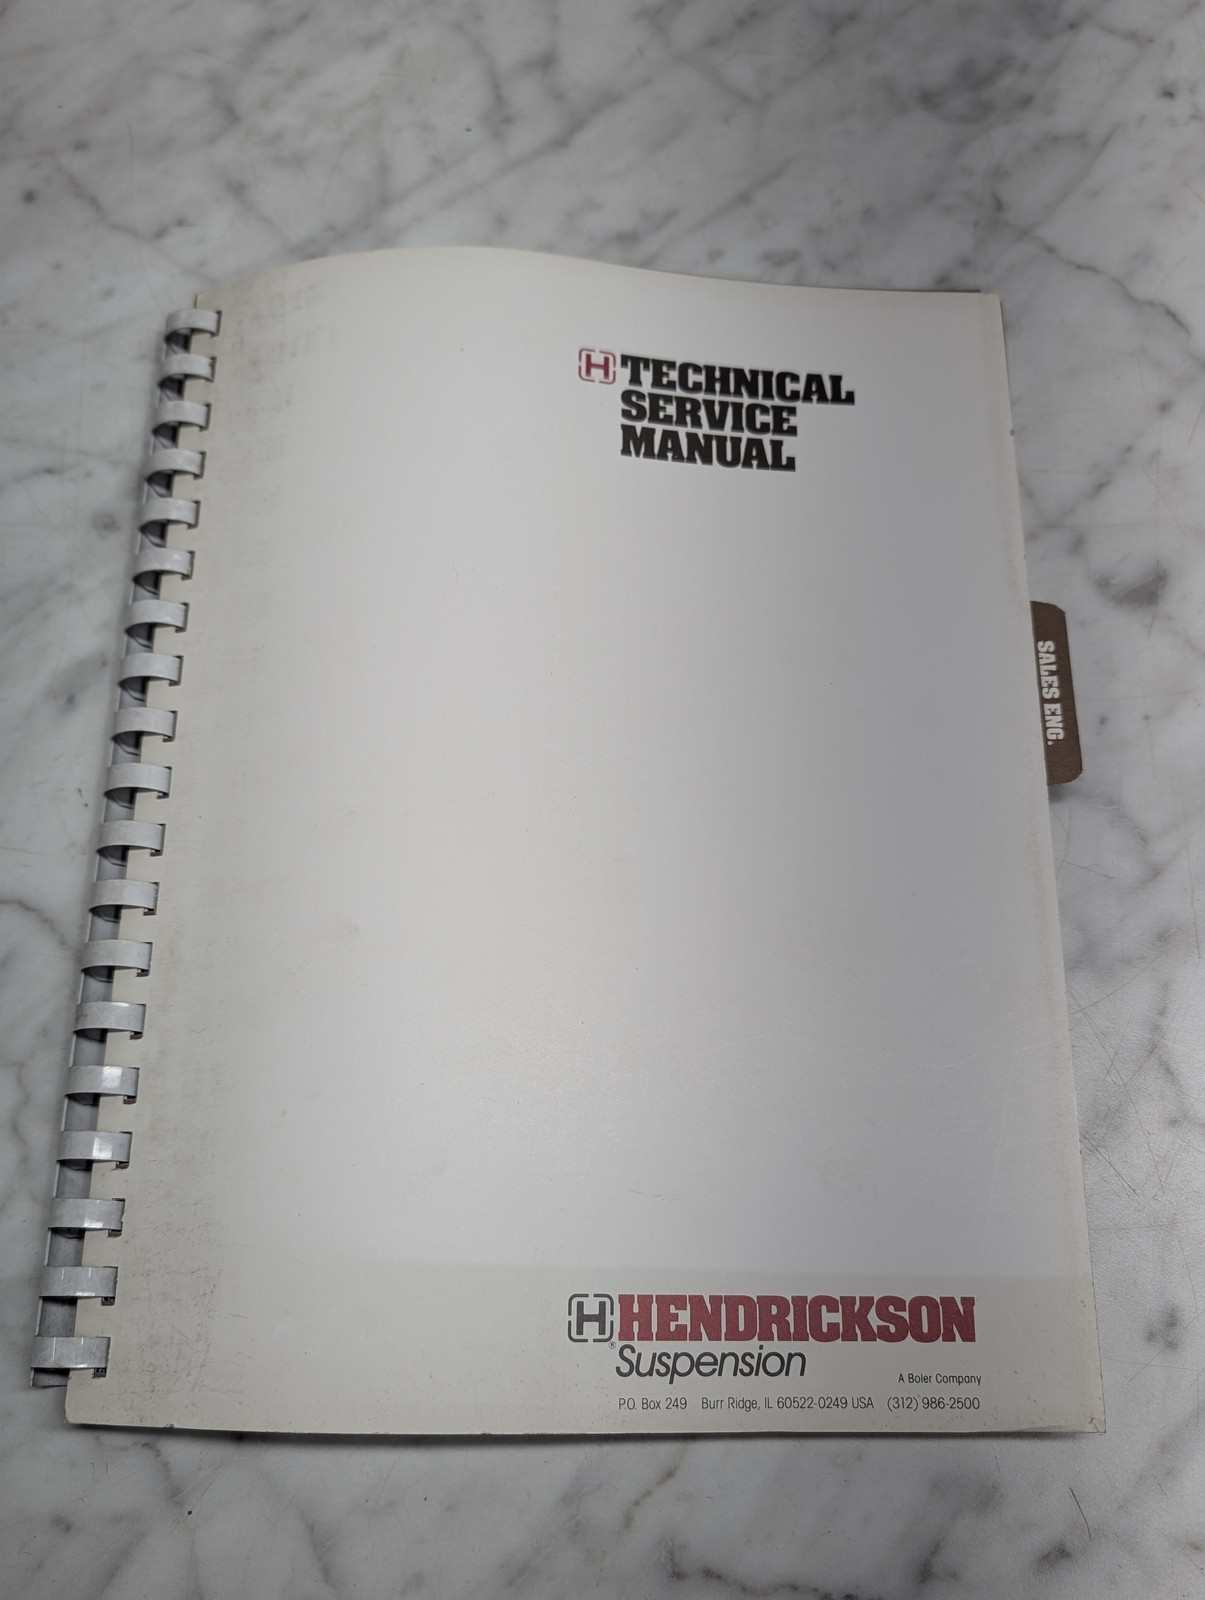 H TECHNICAL
SERVICE
MANUAL
SALES ENG.
H HENDRICKSON
® Suspension
A Boler Company
P.O. Box 249 Burr Ridge, IL 60522-0249 USA (312) 986-2500